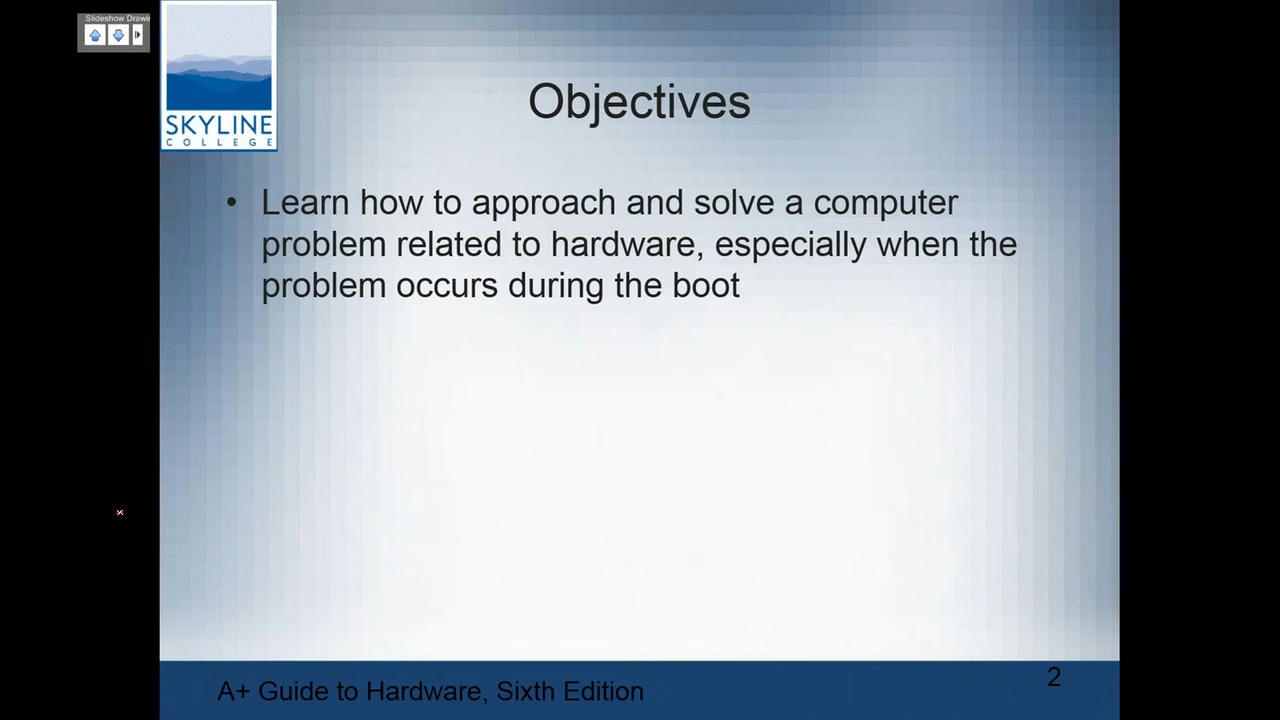 Slideshow Drawin
SKYLINE
COLLEGE
Objectives
• Learn how to approach and solve a computer
problem related to hardware, especially when the
problem occurs during the boot
A+ Guide to Hardware, Sixth Edition
2